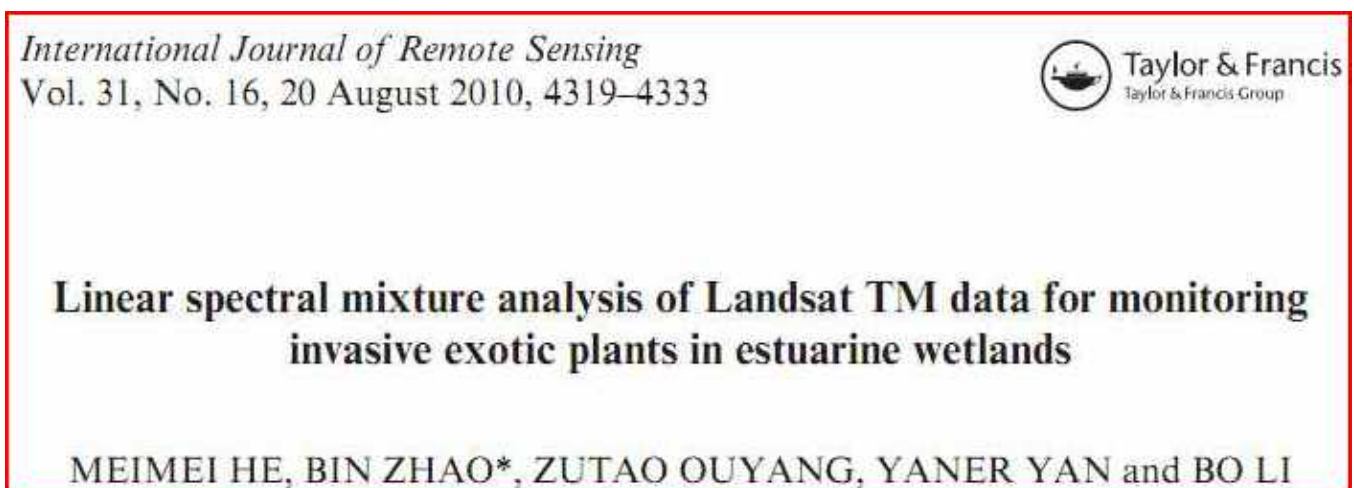 International Journal of Remote Sensing
Vol. 31, No. 16, 20 August 2010, 4319–4333
Taylor & Francis
Taylor & Francis Group
Linear spectral mixture analysis of Landsat TM data for monitoring
invasive exotic plants in estuarine wetlands
MEIMEI HE, BIN ZHAO*, ZUTAO OUYANG, YANER YAN and BO LI